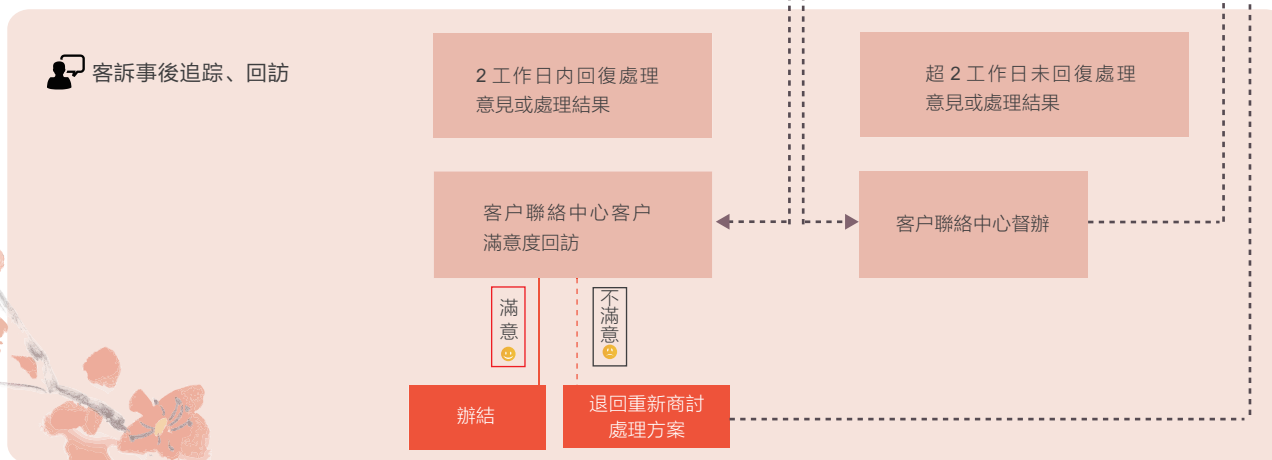 客訴事後追踪、回訪
2 工作日内回復處理
意見或處理結果
超 2 工作日未回復處理
意見或處理結果
客户聯絡中心客户
滿意度回訪
客户聯絡中心督辦
滿意
不滿意
辦結
退回重新商討
處理方案